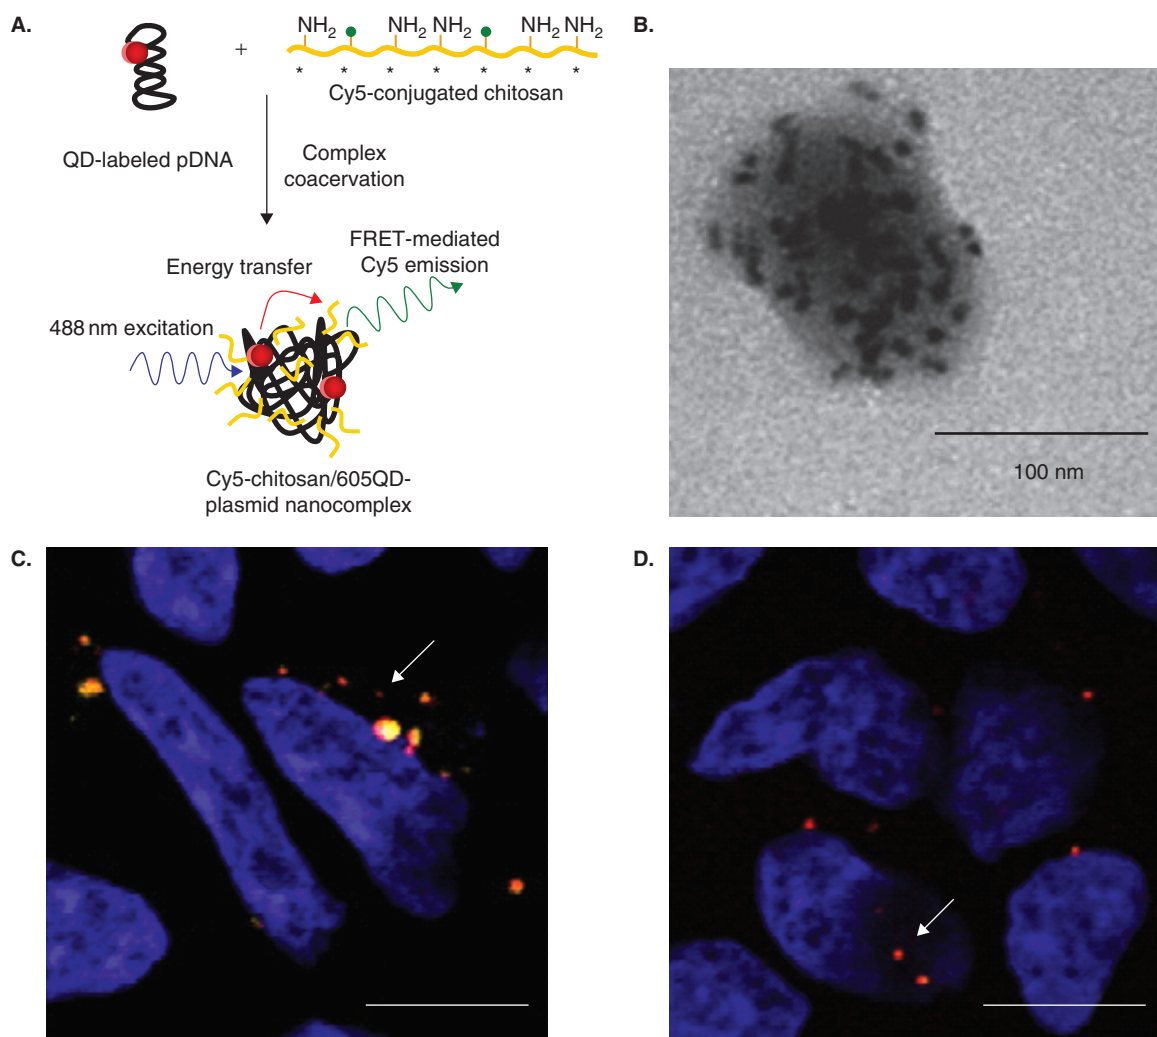 A.
NH2 NH2 NH2 NH2 NH2
+
* * * * * * *
Cy5-conjugated chitosan
QD-labeled pDNA
Complex
coacervation
FRET-mediated
Cy5 emission
Energy transfer
488 nm excitation
Cy5-chitosan/605QD-
plasmid nanocomplex
B.
100 nm
C.
D.